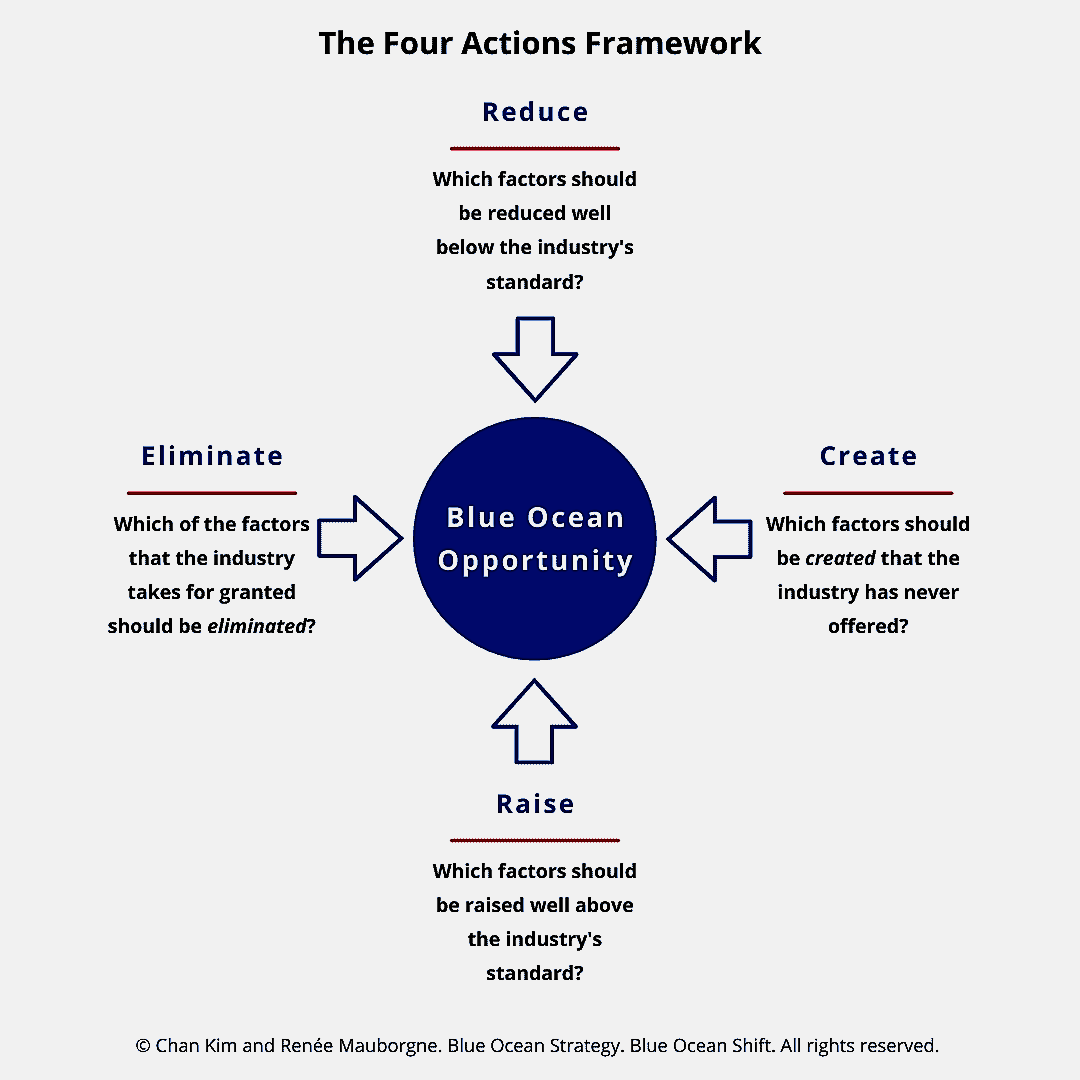 The Four Actions Framework
Reduce
Which factors should
be reduced well
below the industry's
standard?
Eliminate
Which of the factors
that the industry
takes for granted
should be eliminated?
Blue Ocean
Opportunity
Create
Which factors should
be created that the
industry has never
offered?
Raise
Which factors should
be raised well above
the industry's
standard?
© Chan Kim and Renée Mauborgne. Blue Ocean Strategy. Blue Ocean Shift. All rights reserved.